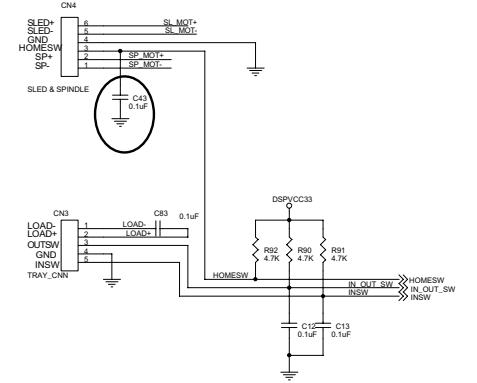 CN4
SLED+ 6 SL_MOT+
SLED- 5 SL_MOT-
GND 4
HOMESW 3
SP+ 2 SP_MOT+
SP- 1 SP_MOT-
SLED & SPINDLE
C43
0.1uF
CN3
C83
0.1uF
LOAD- 1 LOAD-
LOAD+ 2 LOAD+
OUTSW 3
GND 4
INSW 5
TRAY_CNN
DSPVCC33
R92 R90 R91
4.7K 4.7K 4.7K
HOMESW HOMESW
IN_OUT_SW IN_OUT_SW
INSW INSW
C12 C13
0.1uF 0.1uF